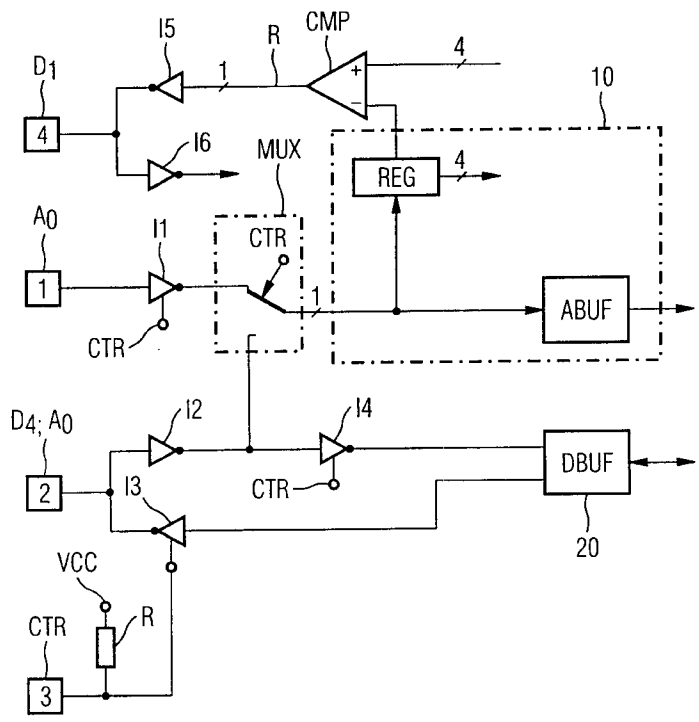 I5
R
CMP
D1
1
+
4
−
10
4
I6
MUX
REG
4
A0
I1
CTR
1
1
ABUF
CTR
D4; A0
I2
I4
DBUF
2
CTR
I3
20
VCC
R
CTR
3